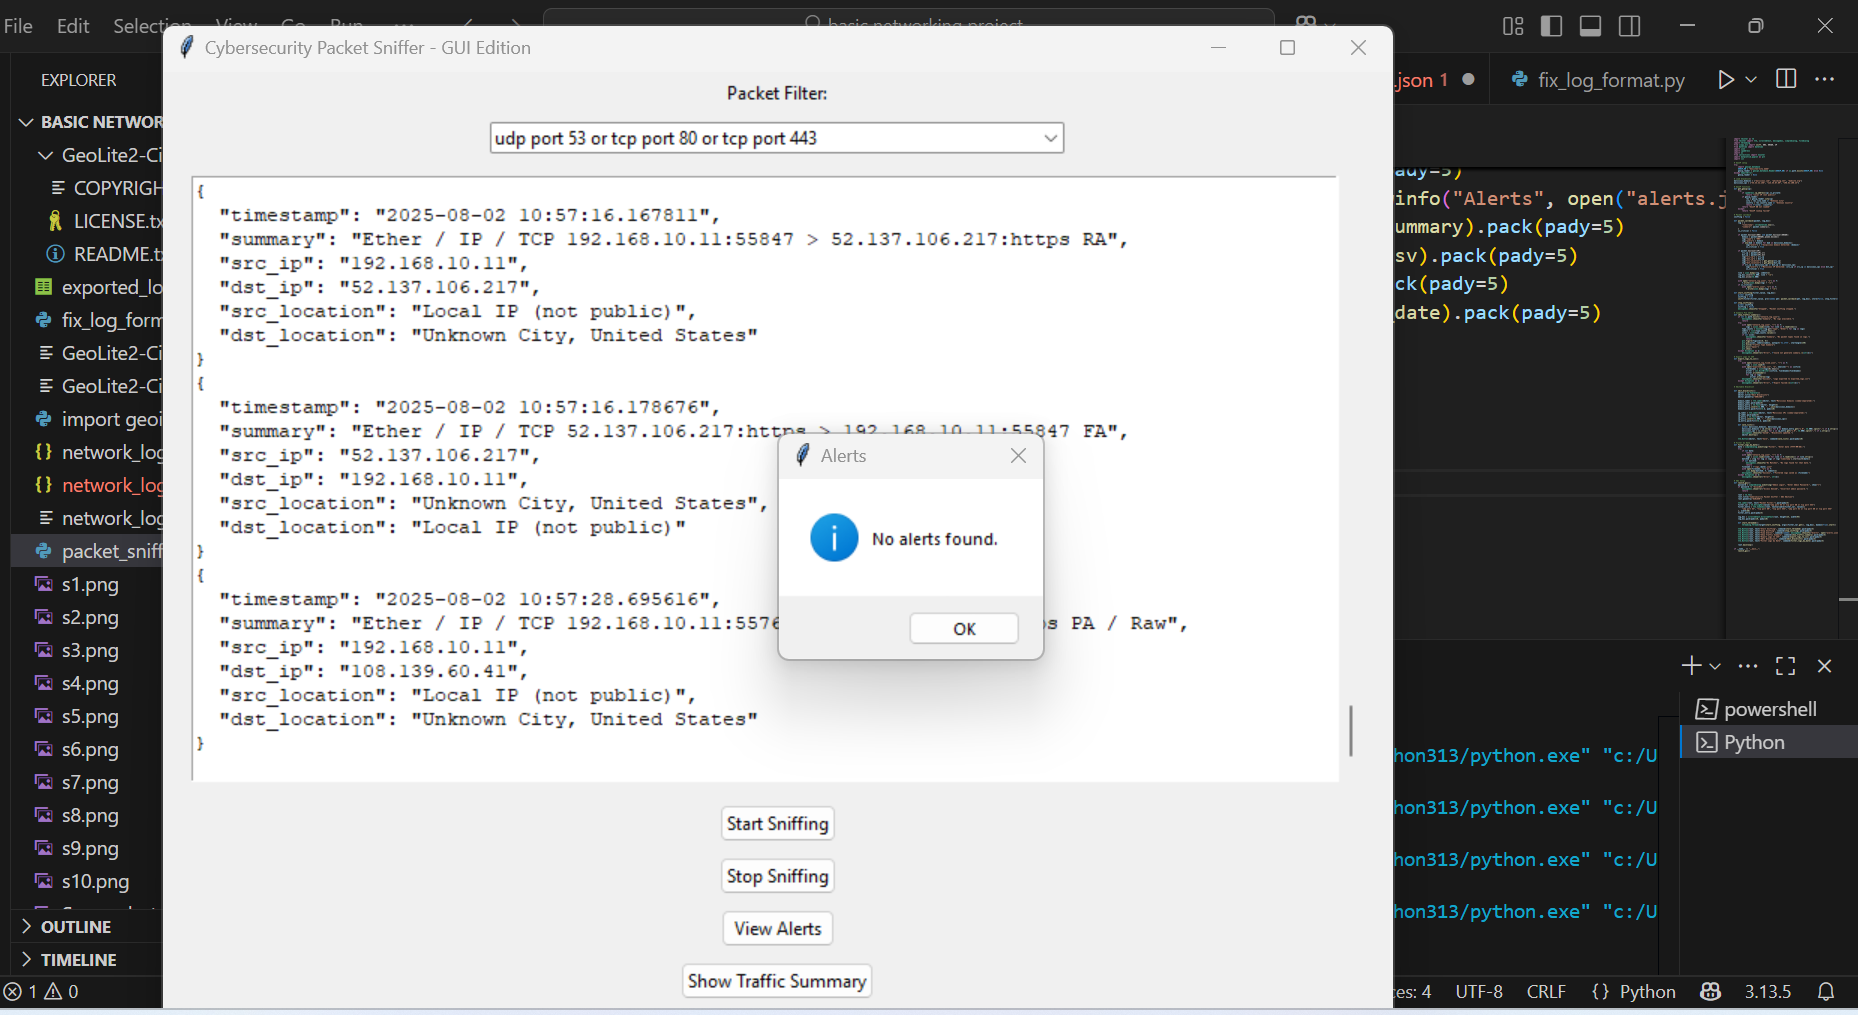 File Edit Selection View Go Run ...
basic networking project
Cybersecurity Packet Sniffer - GUI Edition
EXPLORER
BASIC NETWOR
GeoLite2-Ci
COPYRIGH
LICENSE.tx
README.tx
exported_lo
fix_log_form
GeoLite2-Ci
GeoLite2-Ci
import geoi
network_log
network_log
network_log
packet_sniff
s1.png
s2.png
s3.png
s4.png
s5.png
s6.png
s7.png
s8.png
s9.png
s10.png
OUTLINE
TIMELINE
1 0
Packet Filter:
udp port 53 or tcp port 80 or tcp port 443
{
"timestamp": "2025-08-02 10:57:16.167811",
"summary": "Ether / IP / TCP 192.168.10.11:55847 > 52.137.106.217:https RA",
"src_ip": "192.168.10.11",
"dst_ip": "52.137.106.217",
"src_location": "Local IP (not public)",
"dst_location": "Unknown City, United States"
}
{
"timestamp": "2025-08-02 10:57:16.178676",
"summary": "Ether / IP / TCP 52.137.106.217:https > 192.168.10.11:55847 FA",
"src_ip": "52.137.106.217",
"dst_ip": "192.168.10.11",
"src_location": "Unknown City, United States",
"dst_location": "Local IP (not public)"
}
{
"timestamp": "2025-08-02 10:57:28.695616",
"summary": "Ether / IP / TCP 192.168.10.11:5576 s PA / Raw",
"src_ip": "192.168.10.11",
"dst_ip": "108.139.60.41",
"src_location": "Local IP (not public)",
"dst_location": "Unknown City, United States"
}
Alerts
No alerts found.
OK
Start Sniffing
Stop Sniffing
View Alerts
Show Traffic Summary
.json 1
fix_log_format.py
ady=5)
info("Alerts", open("alerts.j
ummary).pack(pady=5)
sv).pack(pady=5)
ck(pady=5)
date).pack(pady=5)
powershell
Python
hon313/python.exe" "c:/U
hon313/python.exe" "c:/U
hon313/python.exe" "c:/U
hon313/python.exe" "c:/U
ces: 4 UTF-8 CRLF {} Python 3.13.5